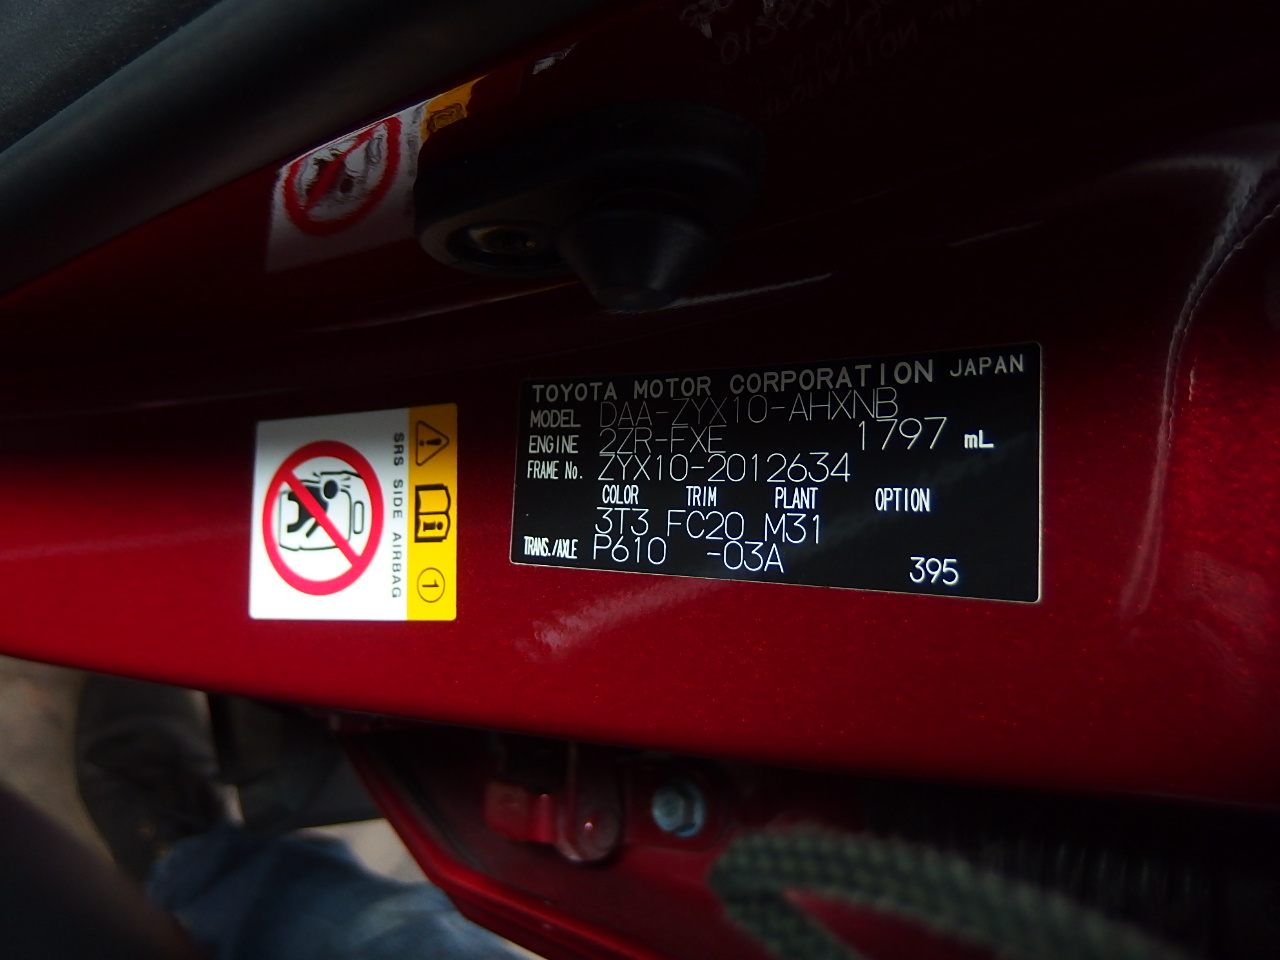 TOYOTA MOTOR CORPORATION JAPAN
MODEL DAA-ZYX10-AHXNB
ENGINE 2ZR-FXE 1797 mL
FRAME No. ZYX10-2012634
COLOR TRIM PLANT OPTION
3T3 FC20 M31
TRANS./AXLE P610 -03A 395
SRS SIDE AIRBAG
1